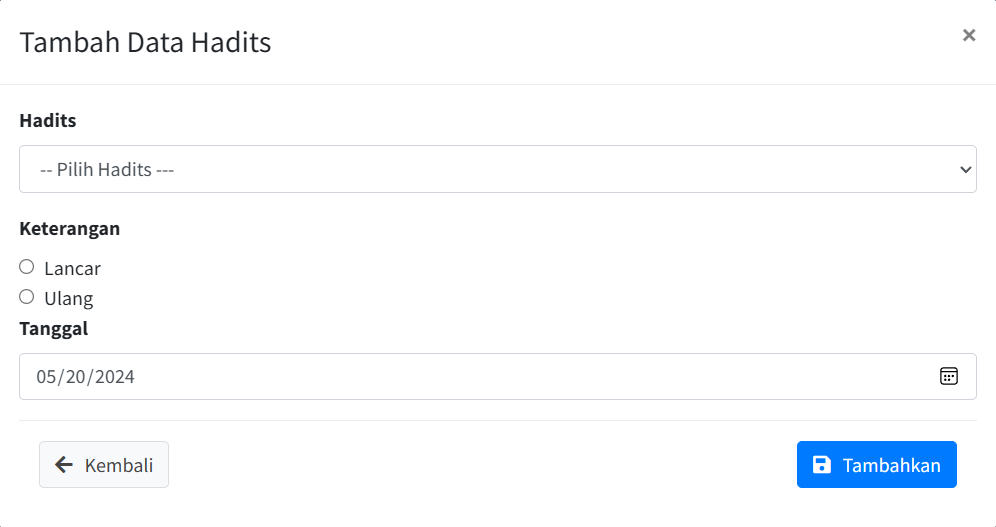 Tambah Data Hadits
×
Hadits
-- Pilih Hadits ---
Keterangan
Lancar
Ulang
Tanggal
05/20/2024
Kembali
Tambahkan